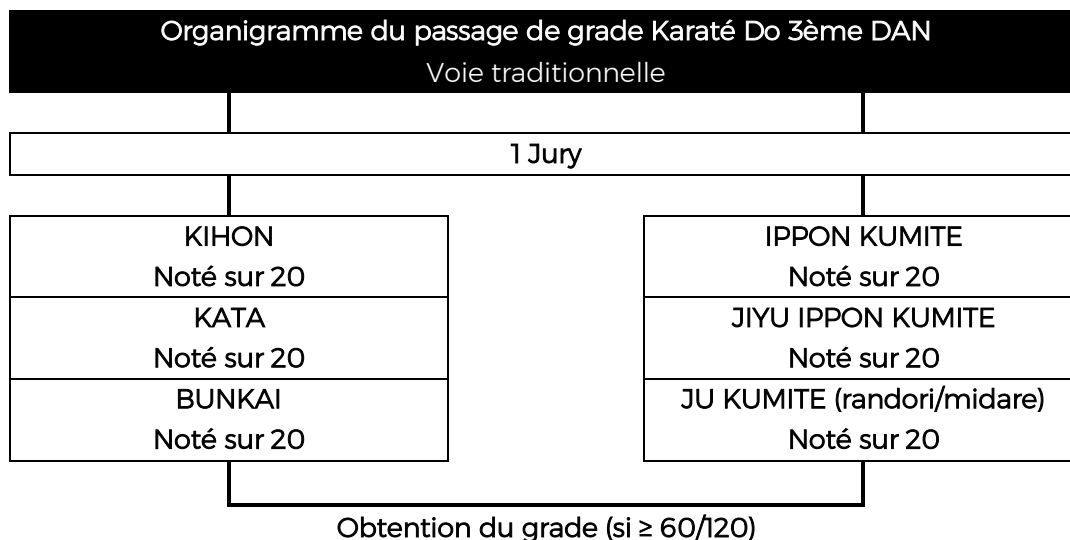 Organigramme du passage de grade Karaté Do 3ème DAN
Voie traditionnelle
1 Jury
KIHON
Noté sur 20
KATA
Noté sur 20
BUNKAI
Noté sur 20
IPPON KUMITE
Noté sur 20
JIYU IPPON KUMITE
Noté sur 20
JU KUMITE (randori/midare)
Noté sur 20
Obtention du grade (si ≥ 60/120)